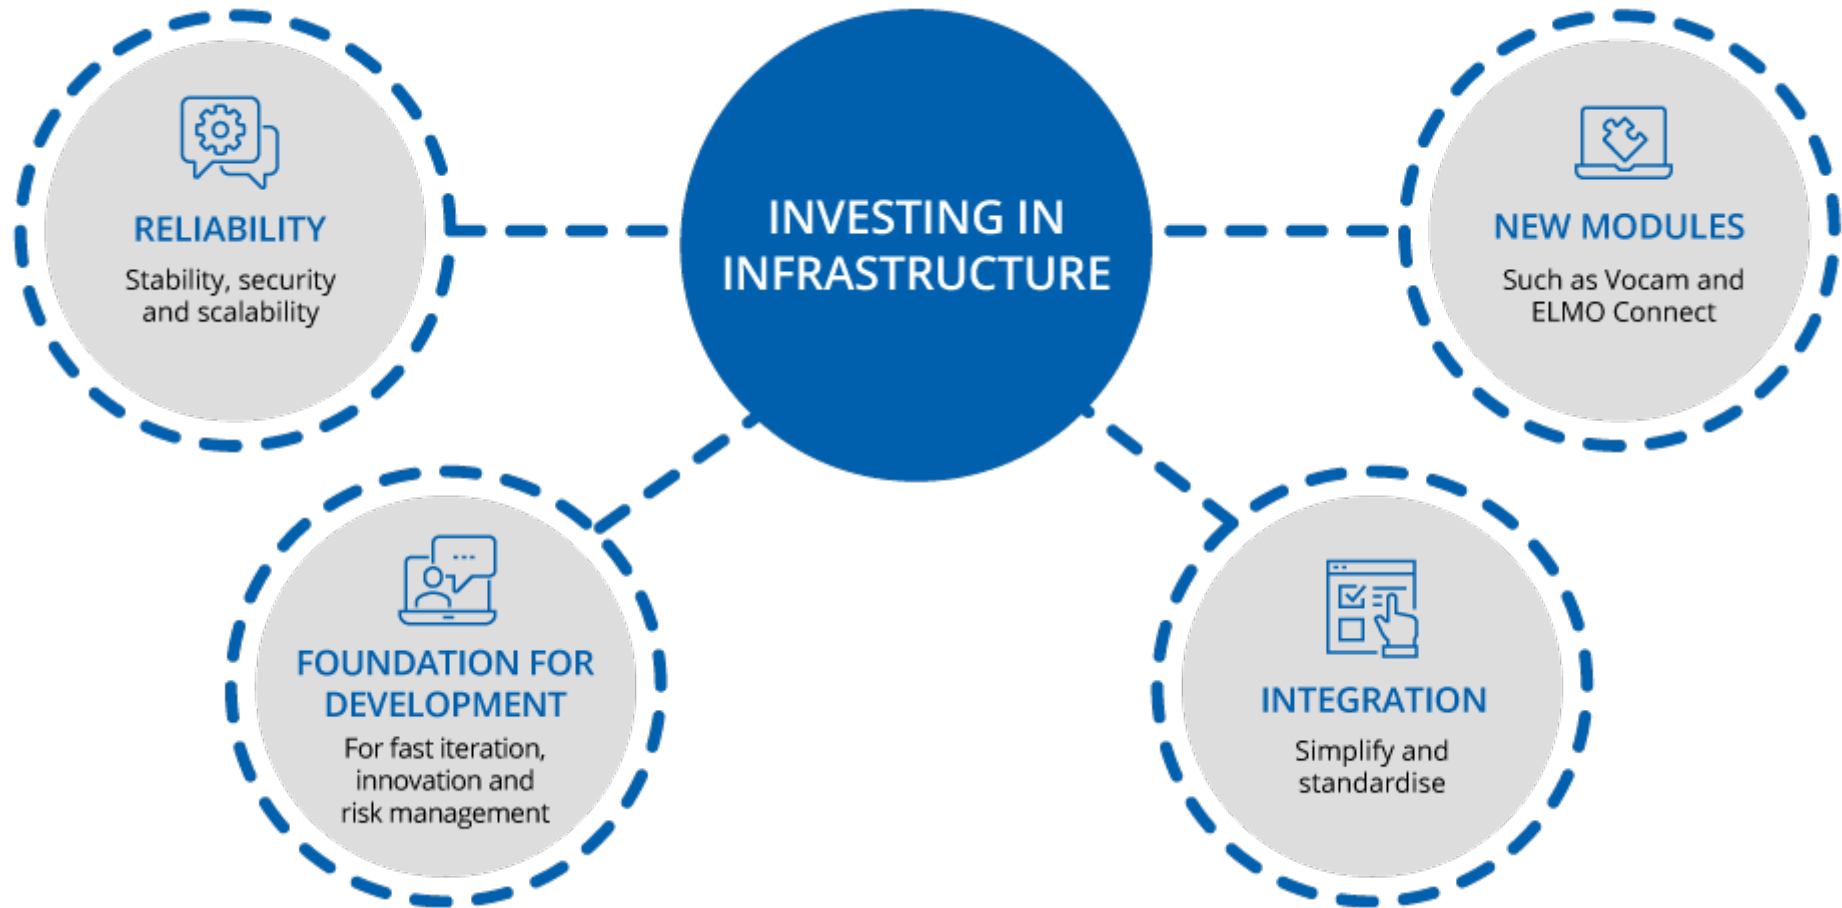 INVESTING IN
INFRASTRUCTURE
RELIABILITY
Stability, security
and scalability
NEW MODULES
Such as Vocam and
ELMO Connect
FOUNDATION FOR
DEVELOPMENT
For fast iteration,
innovation and
risk management
INTEGRATION
Simplify and
standardise